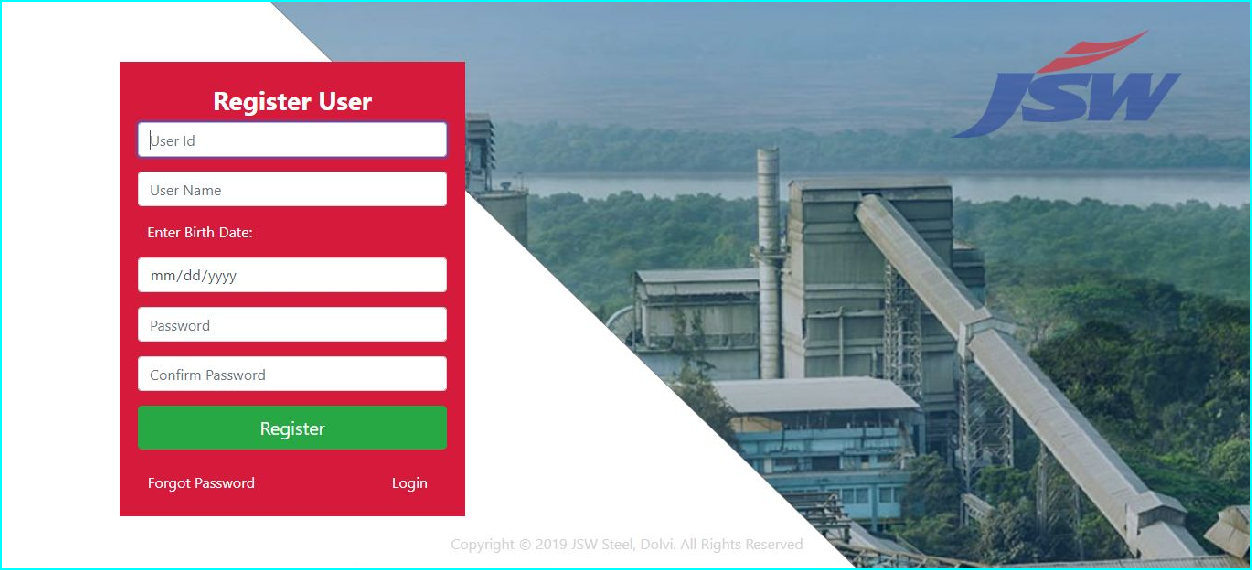 JSW
Register User
User Id
User Name
Enter Birth Date:
mm/dd/yyyy
Password
Confirm Password
Register
Forgot Password Login
Copyright © 2019 JSW Steel, Dolvi. All Rights Reserved